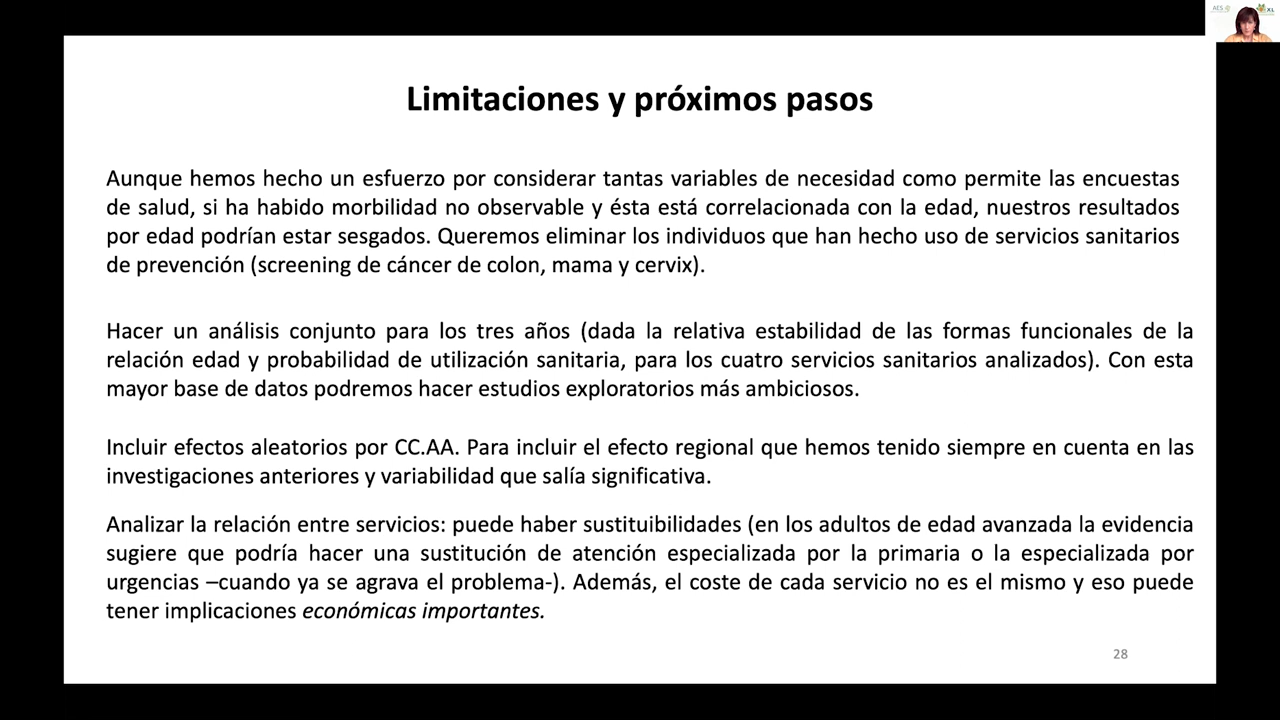 AES
XL
Limitaciones y próximos pasos
Aunque hemos hecho un esfuerzo por considerar tantas variables de necesidad como permite las encuestas
de salud, si ha habido morbilidad no observable y ésta está correlacionada con la edad, nuestros resultados
por edad podrían estar sesgados. Queremos eliminar los individuos que han hecho uso de servicios sanitarios
de prevención (screening de cáncer de colon, mama y cervix).
Hacer un análisis conjunto para los tres años (dada la relativa estabilidad de las formas funcionales de la
relación edad y probabilidad de utilización sanitaria, para los cuatro servicios sanitarios analizados). Con esta
mayor base de datos podremos hacer estudios exploratorios más ambiciosos.
Incluir efectos aleatorios por CC.AA. Para incluir el efecto regional que hemos tenido siempre en cuenta en las
investigaciones anteriores y variabilidad que salía significativa.
Analizar la relación entre servicios: puede haber sustituibilidades (en los adultos de edad avanzada la evidencia
sugiere que podría hacer una sustitución de atención especializada por la primaria o la especializada por
urgencias –cuando ya se agrava el problema-). Además, el coste de cada servicio no es el mismo y eso puede
tener implicaciones económicas importantes.
28